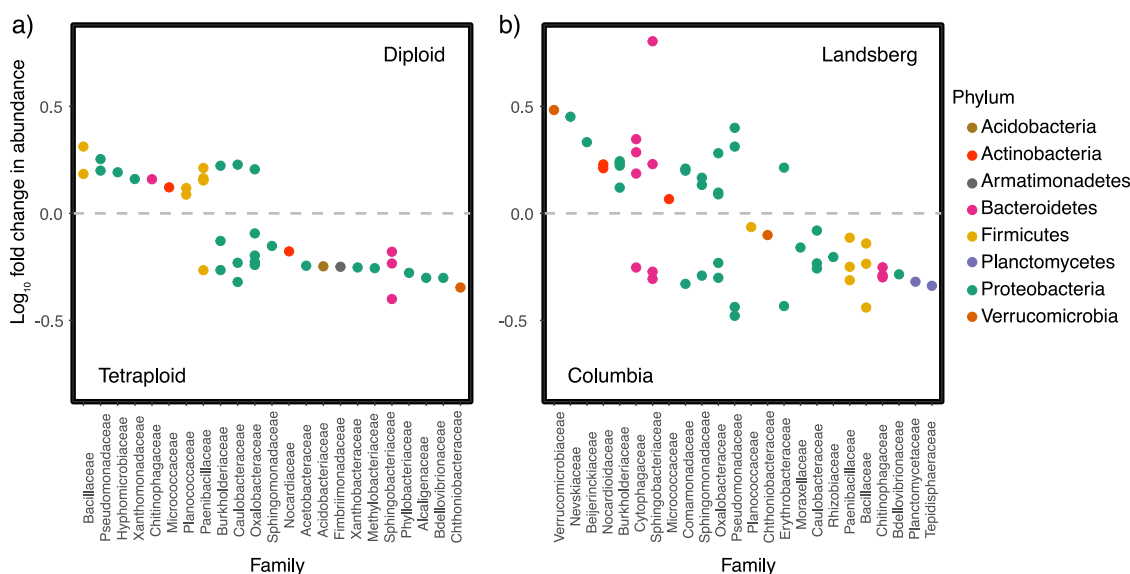 a)
Diploid
Tetraploid
Log10 fold change in abundance
0.5
0.0
-0.5
Bacillaceae
Pseudomonadaceae
Hyphomicrobiaceae
Xanthomonadaceae
Chitinophagaceae
Micrococcaceae
Planococcaceae
Paenibacillaceae
Burkholderiaceae
Caulobacteraceae
Oxalobacteraceae
Sphingomonadaceae
Nocardiaceae
Acetobacteraceae
Acidobacteriaceae
Fimbriimonadaceae
Xanthobacteraceae
Methylobacteriaceae
Sphingobacteriaceae
Phyllobacteriaceae
Alcaligenaceae
Bdellovibrionaceae
Chthoniobacteraceae
Family
b)
Landsberg
Columbia
0.5
0.0
-0.5
Verrucomicrobiaceae
Nevskiaceae
Beijerinckiaceae
Nocardioidaceae
Burkholderiaceae
Cytophagaceae
Sphingobacteriaceae
Micrococcaceae
Comamonadaceae
Sphingomonadaceae
Oxalobacteraceae
Pseudomonadaceae
Planococcaceae
Chthoniobacteraceae
Erythrobacteraceae
Moraxellaceae
Caulobacteraceae
Rhizobiaceae
Paenibacillaceae
Bacillaceae
Chitinophagaceae
Bdellovibrionaceae
Planctomycetaceae
Tepidisphaeraceae
Family
Phylum
Acidobacteria
Actinobacteria
Armatimonadetes
Bacteroidetes
Firmicutes
Planctomycetes
Proteobacteria
Verrucomicrobia